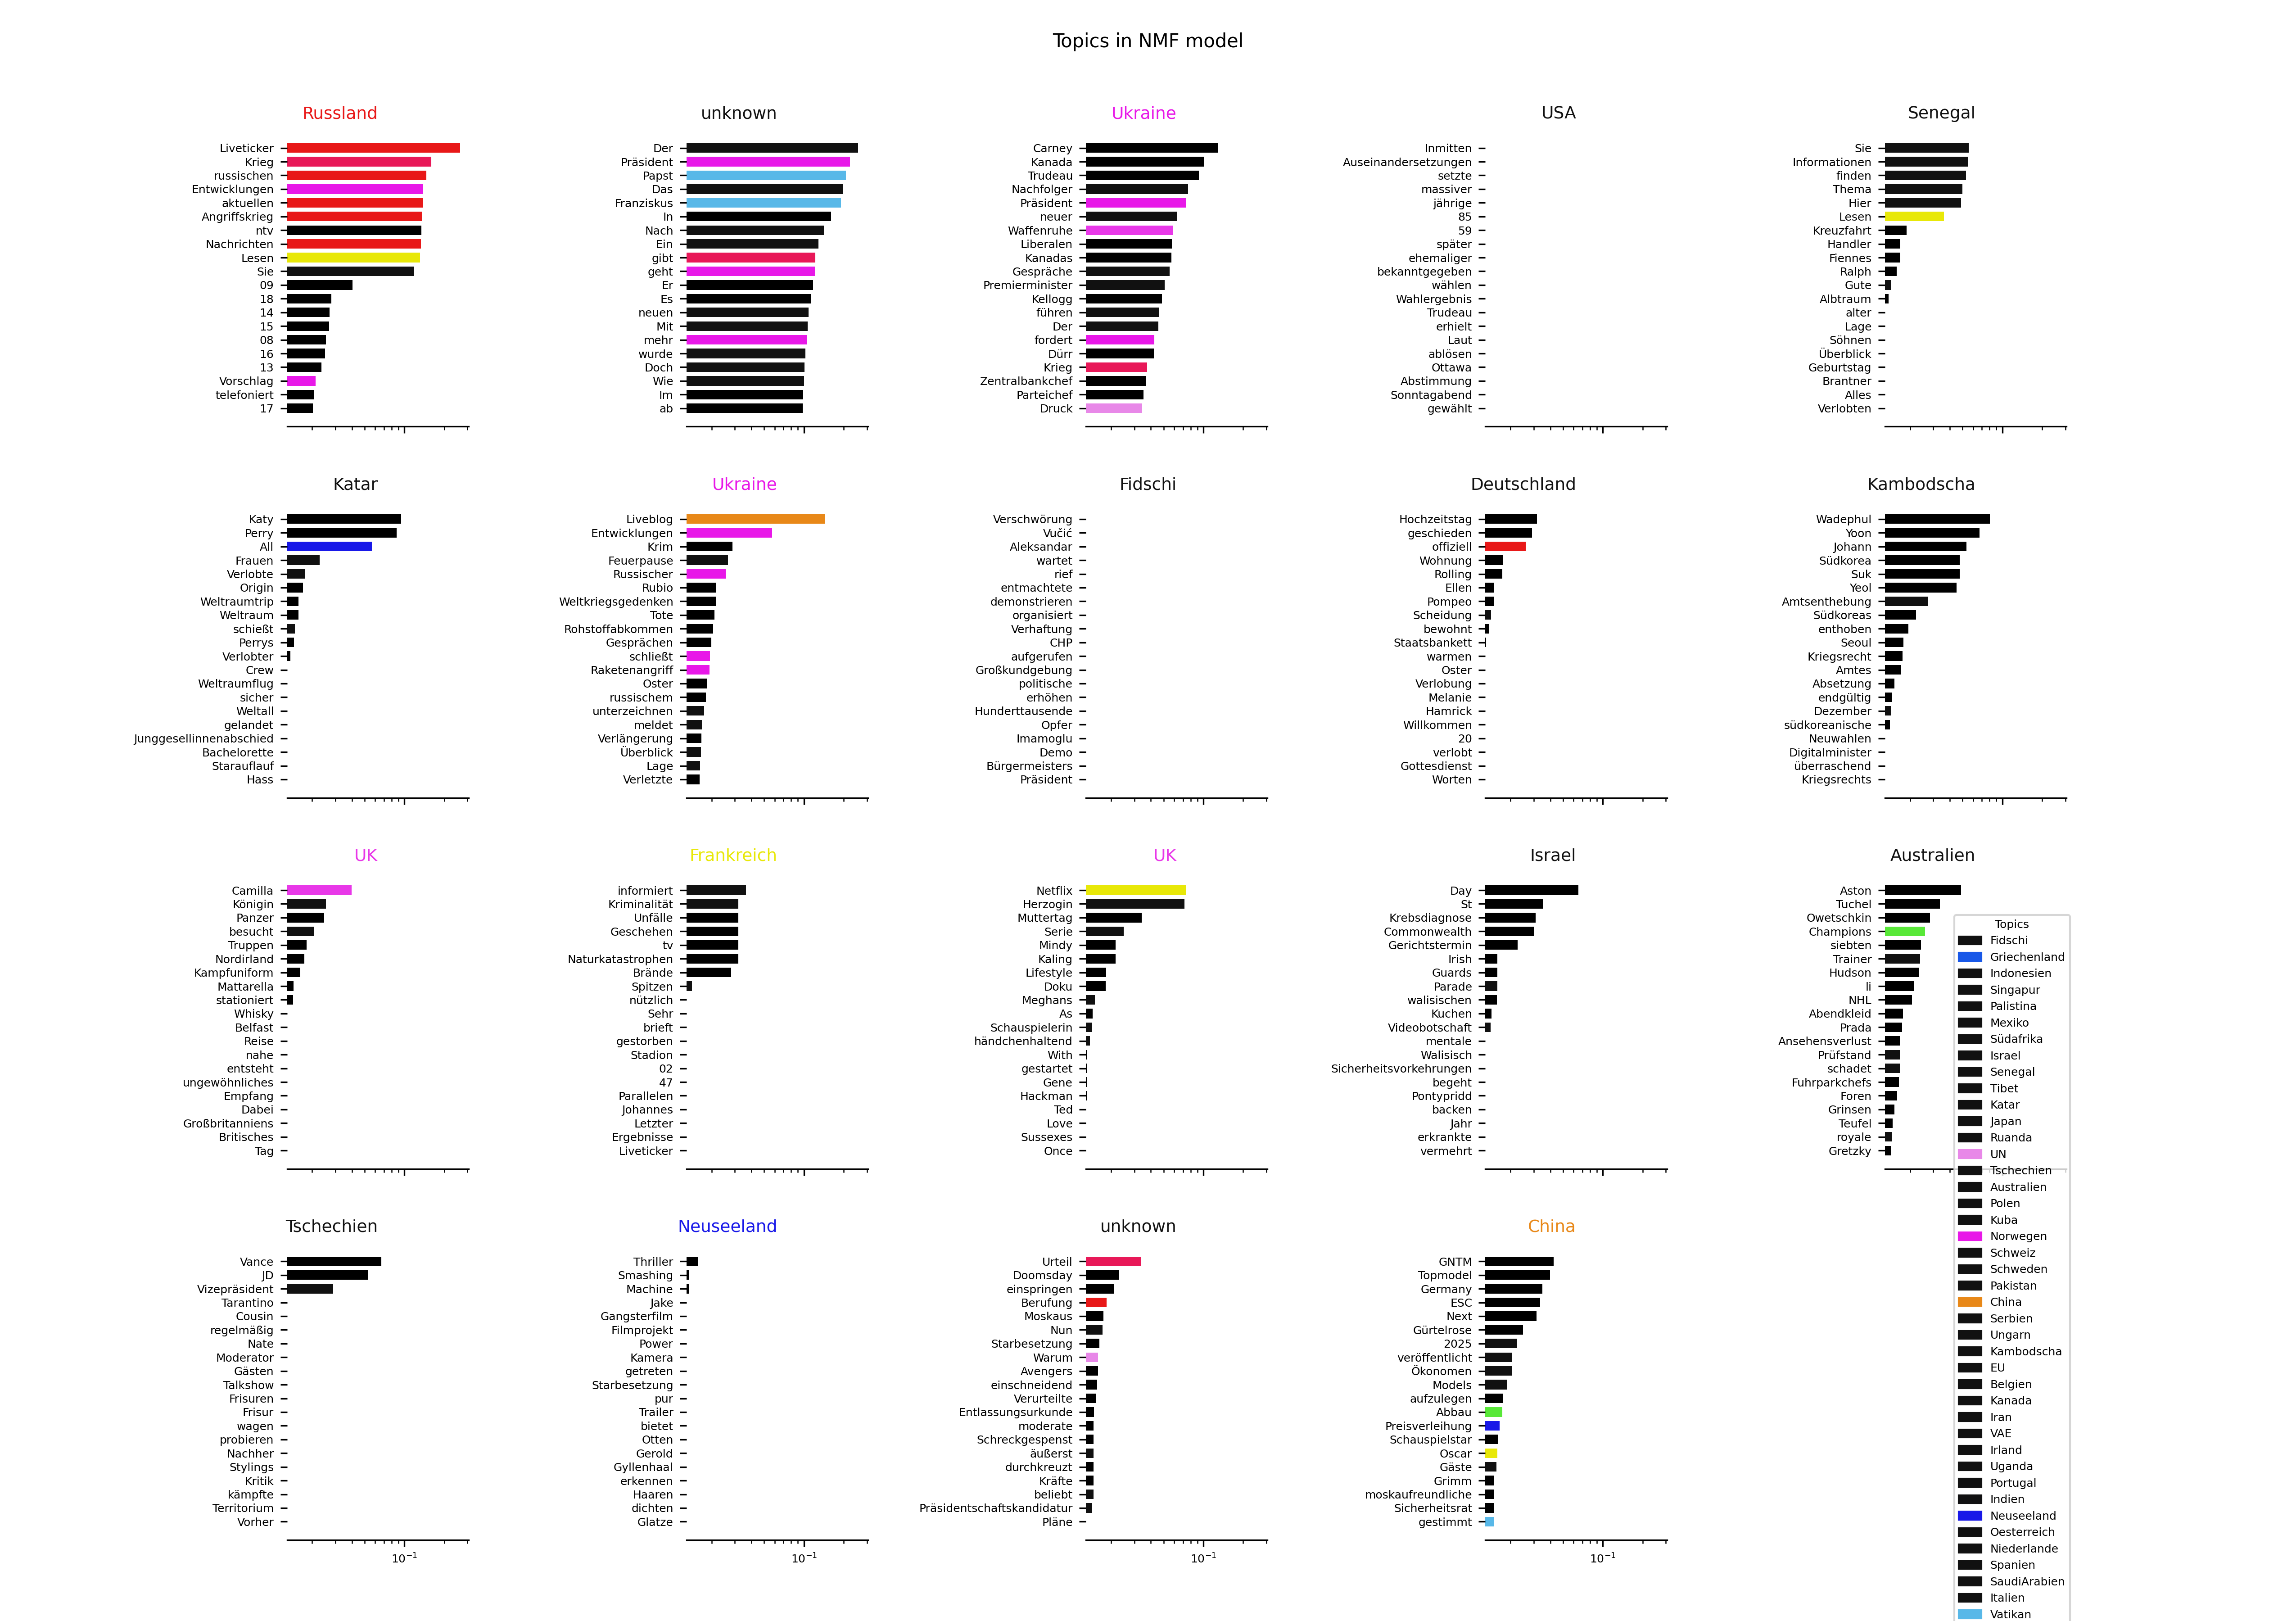 Topics in NMF model
Russland
Liveticker
Krieg
russischen
Entwicklungen
aktuellen
Angriffskrieg
ntv
Nachrichten
Lesen
Sie
09
18
14
15
08
16
13
Vorschlag
telefoniert
17
unknown
Der
Präsident
Papst
Das
Franziskus
In
Nach
Ein
gibt
geht
Er
Es
neuen
Mit
mehr
wurde
Doch
Wie
Im
ab
Ukraine
Carney
Kanada
Trudeau
Nachfolger
Präsident
neuer
Waffenruhe
Liberalen
Kanadas
Gespräche
Premierminister
Kellogg
führen
Der
fordert
Dürr
Krieg
Zentralbankchef
Parteichef
Druck
USA
Inmitten
Auseinandersetzungen
setzte
massiver
jährige
85
59
später
ehemaliger
bekanntgegeben
wählen
Wahlergebnis
Trudeau
erhielt
Laut
ablösen
Ottawa
Abstimmung
Sonntagabend
gewählt
Senegal
Sie
Informationen
finden
Thema
Hier
Lesen
Kreuzfahrt
Handler
Fiennes
Ralph
Gute
Albtraum
alter
Lage
Söhnen
Überblick
Geburtstag
Brantner
Alles
Verlobten
Katar
Katy
Perry
All
Frauen
Verlobte
Origin
Weltraumtrip
Weltraum
schießt
Perrys
Verlobter
Crew
Weltraumflug
sicher
Weltall
gelandet
Junggesellinnenabschied
Bachelorette
Starauflauf
Hass
Ukraine
Liveblog
Entwicklungen
Krim
Feuerpause
Russischer
Rubio
Weltkriegsgedenken
Tote
Rohstoffabkommen
Gesprächen
schließt
Raketenangriff
Oster
russischem
unterzeichnen
meldet
Verlängerung
Überblick
Lage
Verletzte
Fidschi
Verschwörung
Vučić
Aleksandar
wartet
rief
entmachtete
demonstrieren
organisiert
Verhaftung
CHP
aufgerufen
Großkundgebung
politische
erhöhen
Hunderttausende
Opfer
Imamoglu
Demo
Bürgermeisters
Präsident
Deutschland
Hochzeitstag
geschieden
offiziell
Wohnung
Rolling
Ellen
Pompeo
Scheidung
bewohnt
Staatsbankett
warmen
Oster
Verlobung
Melanie
Hamrick
Willkommen
20
verlobt
Gottesdienst
Worten
Kambodscha
Wadephul
Yoon
Johann
Südkorea
Suk
Yeol
Amtsenthebung
Südkoreas
enthoben
Seoul
Kriegsrecht
Amtes
Absetzung
endgültig
Dezember
südkoreanische
Neuwahlen
Digitalminister
überraschend
Kriegsrechts
UK
Camilla
Königin
Panzer
besucht
Truppen
Nordirland
Kampfuniform
Mattarella
stationiert
Whisky
Belfast
Reise
nahe
entsteht
ungewöhnliches
Empfang
Dabei
Großbritanniens
Britisches
Tag
Frankreich
informiert
Kriminalität
Unfälle
Geschehen
tv
Naturkatastrophen
Brände
Spitzen
nützlich
Sehr
brieft
gestorben
Stadion
02
47
Parallelen
Johannes
Letzter
Ergebnisse
Liveticker
UK
Netflix
Herzogin
Muttertag
Serie
Mindy
Kaling
Lifestyle
Doku
Meghans
As
Schauspielerin
händchenhaltend
With
gestartet
Gene
Hackman
Ted
Love
Sussexes
Once
Israel
Day
St
Krebsdiagnose
Commonwealth
Gerichtstermin
Irish
Guards
Parade
walisischen
Kuchen
Videobotschaft
mentale
Walisisch
Sicherheitsvorkehrungen
begeht
Pontypridd
backen
Jahr
erkrankte
vermehrt
Australien
Aston
Tuchel
Owetschkin
Champions
siebten
Trainer
Hudson
li
NHL
Abendkleid
Prada
Ansehensverlust
Prüfstand
schadet
Fuhrparkchefs
Foren
Grinsen
Teufel
royale
Gretzky
Tschechien
Vance
JD
Vizepräsident
Tarantino
Cousin
regelmäßig
Nate
Moderator
Gästen
Talkshow
Frisuren
Frisur
wagen
probieren
Nachher
Stylings
Kritik
kämpfte
Territorium
Vorher
10⁻¹
Neuseeland
Thriller
Smashing
Machine
Jake
Gangsterfilm
Filmprojekt
Power
Kamera
getreten
Starbesetzung
pur
Trailer
bietet
Otten
Gerold
Gyllenhaal
erkennen
Haaren
dichten
Glatze
10⁻¹
unknown
Urteil
Doomsday
einspringen
Berufung
Moskaus
Nun
Starbesetzung
Warum
Avengers
einschneidend
Verurteilte
Entlassungsurkunde
moderate
Schreckgespenst
äußerst
durchkreuzt
Kräfte
beliebt
Präsidentschaftskandidatur
Pläne
10⁻¹
China
GNTM
Topmodel
Germany
ESC
Next
Gürtelrose
2025
veröffentlicht
Ökonomen
Models
aufzulegen
Abbau
Preisverleihung
Schauspielstar
Oscar
Gäste
Grimm
moskaufreundliche
Sicherheitsrat
gestimmt
10⁻¹
Topics
Fidschi
Griechenland
Indonesien
Singapur
Palistina
Mexiko
Südafrika
Israel
Senegal
Tibet
Katar
Japan
Ruanda
UN
Tschechien
Australien
Polen
Kuba
Norwegen
Schweiz
Schweden
Pakistan
China
Serbien
Ungarn
Kambodscha
EU
Belgien
Kanada
Iran
VAE
Irland
Uganda
Portugal
Indien
Neuseeland
Oesterreich
Niederlande
Spanien
SaudiArabien
Italien
Vatikan